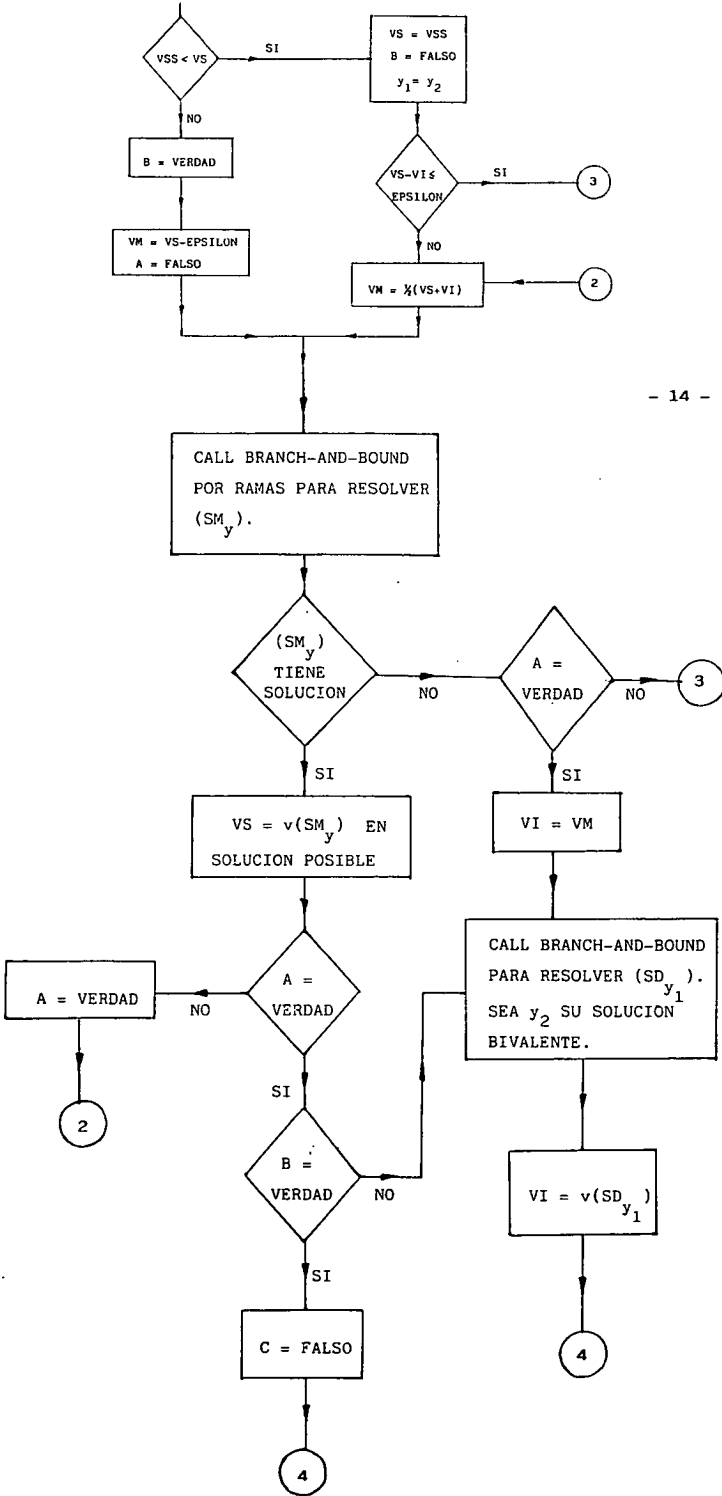 VSS < VS
SI
NO
VS = VSS
B = FALSO
y1 = y2
B = VERDAD
VS-VI≤
EPSILON
SI
3
NO
VM = VS-EPSILON
A = FALSO
VM = ½(VS+VI)
2
- 14 -
CALL BRANCH-AND-BOUND
POR RAMAS PARA RESOLVER
(SMy).
(SMy)
TIENE
SOLUCION
NO
A =
VERDAD
NO
3
SI
SI
VS = v(SMy) EN
SOLUCION POSIBLE
VI = VM
A =
VERDAD
NO
A = VERDAD
2
CALL BRANCH-AND-BOUND
PARA RESOLVER (SDy1).
SEA y2 SU SOLUCION
BIVALENTE.
SI
B =
VERDAD
NO
VI = v(SDy1)
SI
C = FALSO
4
4